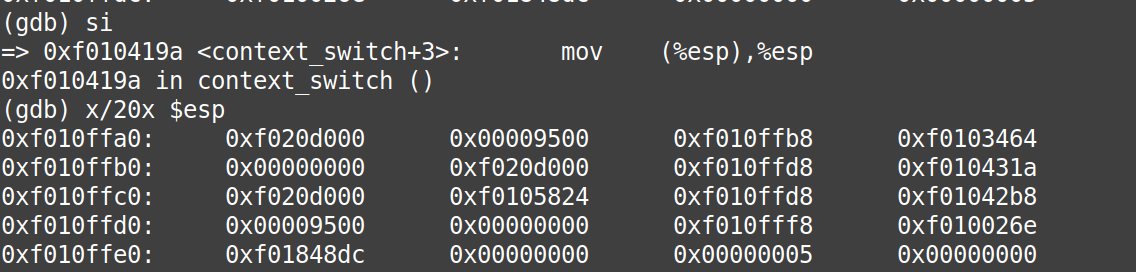 (gdb) si
=> 0xf010419a <context_switch+3>: mov (%esp),%esp
0xf010419a in context_switch ()
(gdb) x/20x $esp
0xf010ffa0: 0xf020d000 0x00009500 0xf010ffb8 0xf0103464
0xf010ffb0: 0x00000000 0xf020d000 0xf010ffd8 0xf010431a
0xf010ffc0: 0xf020d000 0xf0105824 0xf010ffd8 0xf01042b8
0xf010ffd0: 0x00009500 0x00000000 0xf010fff8 0xf010026e
0xf010ffe0: 0xf01848dc 0x00000000 0x00000005 0x00000000